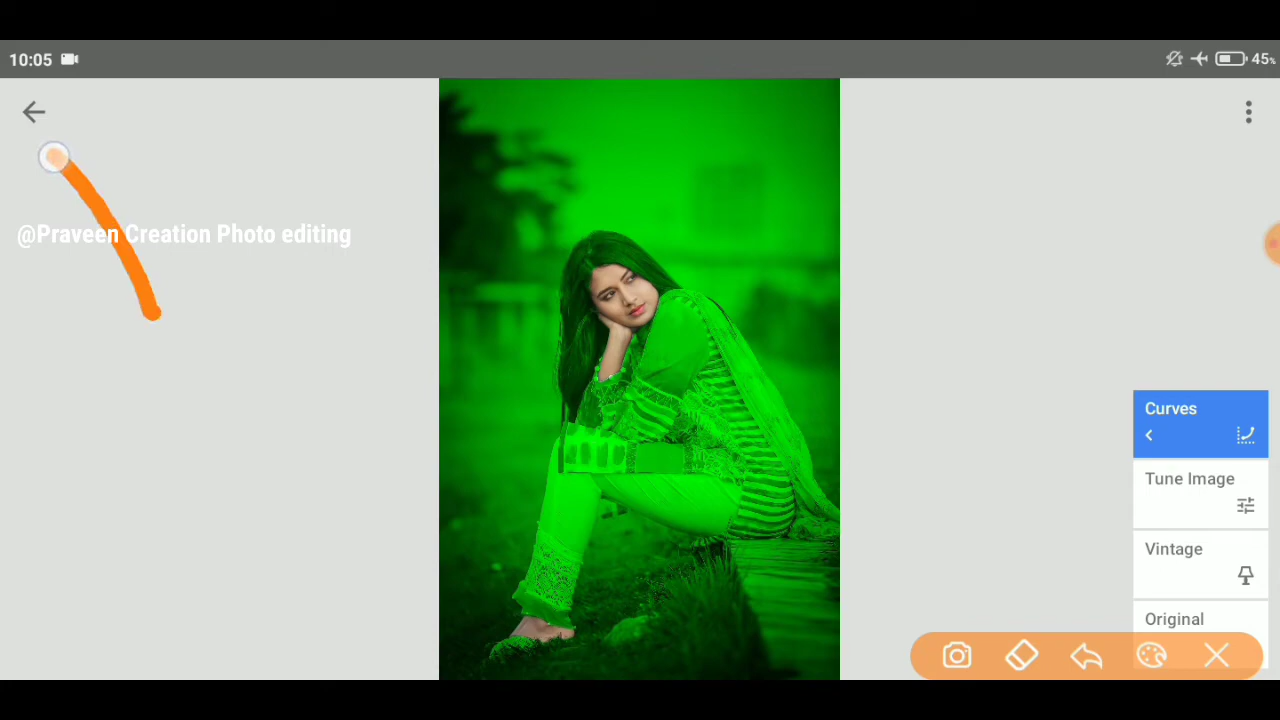 10:05
45%
@Praveen Creation Photo editing
Curves
Tune Image
Vintage
Original